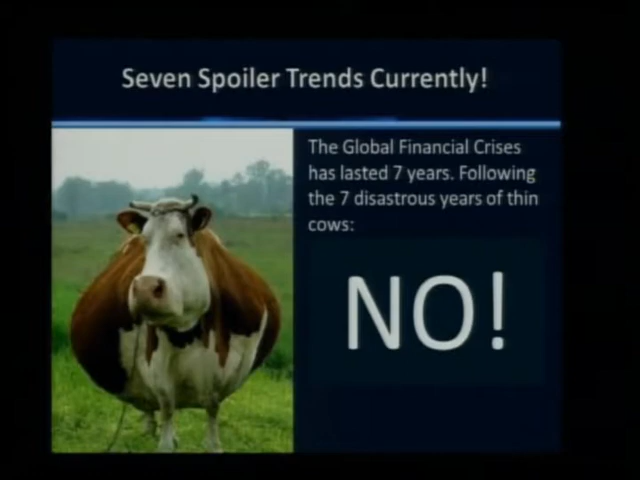 Seven Spoiler Trends Currently!
The Global Financial Crises
has lasted 7 years. Following
the 7 disastrous years of thin
cows:
NO!